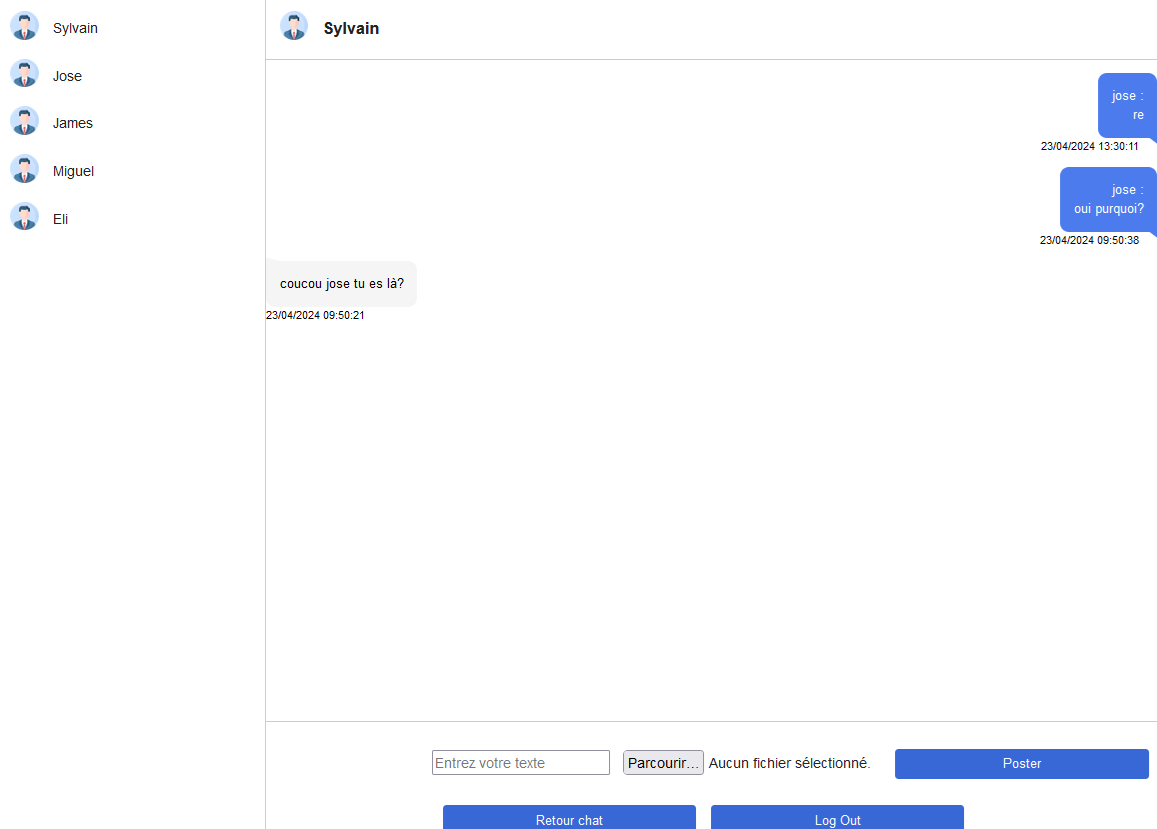 Sylvain
Jose
James
Miguel
Eli
Sylvain
jose :
re
23/04/2024 13:30:11
jose :
oui purquoi?
23/04/2024 09:50:38
coucou jose tu es là?
23/04/2024 09:50:21
Entrez votre texte
Parcourir... Aucun fichier sélectionné.
Poster
Retour chat
Log Out